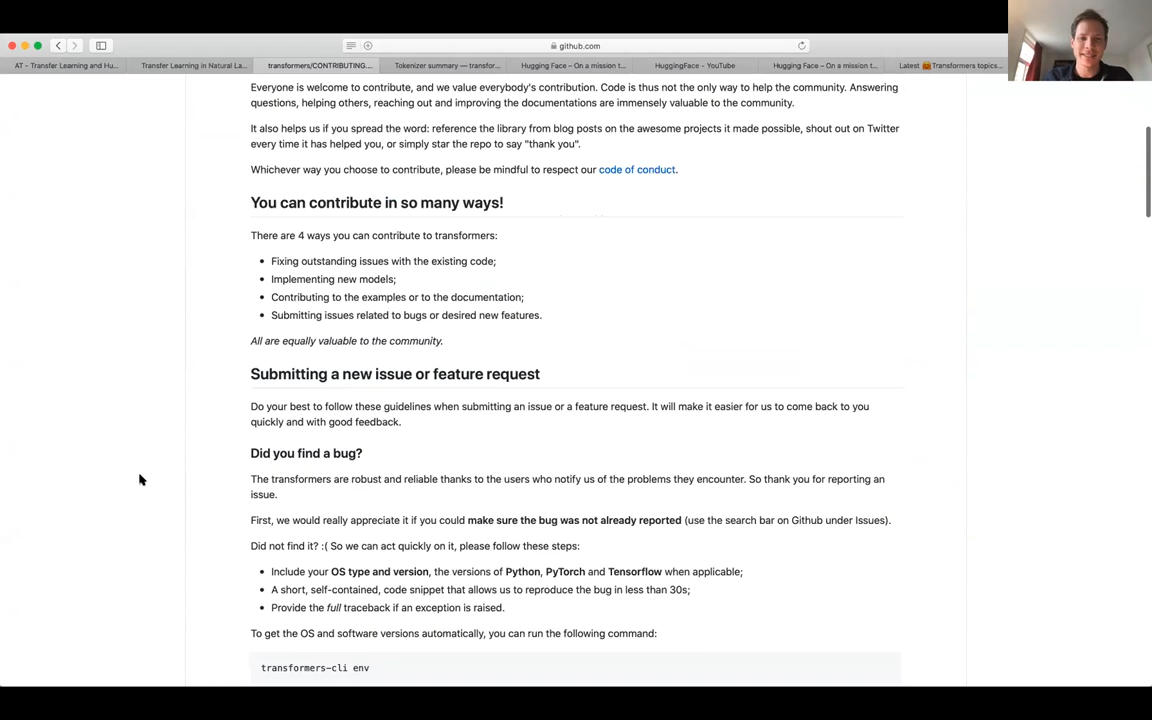 github.com
AT - Transfer Learning and Hu...
Transfer Learning in Natural La...
transformers/CONTRIBUTING....
Tokenizer summary — transfor...
Hugging Face – On a mission t...
HuggingFace - YouTube
Hugging Face – On a mission t...
Latest 🤗Transformers topics...
Everyone is welcome to contribute, and we value everybody's contribution. Code is thus not the only way to help the community. Answering
questions, helping others, reaching out and improving the documentations are immensely valuable to the community.
It also helps us if you spread the word: reference the library from blog posts on the awesome projects it made possible, shout out on Twitter
every time it has helped you, or simply star the repo to say "thank you".
Whichever way you choose to contribute, please be mindful to respect our code of conduct.
You can contribute in so many ways!
There are 4 ways you can contribute to transformers:
• Fixing outstanding issues with the existing code;
• Implementing new models;
• Contributing to the examples or to the documentation;
• Submitting issues related to bugs or desired new features.
All are equally valuable to the community.
Submitting a new issue or feature request
Do your best to follow these guidelines when submitting an issue or a feature request. It will make it easier for us to come back to you
quickly and with good feedback.
Did you find a bug?
The transformers are robust and reliable thanks to the users who notify us of the problems they encounter. So thank you for reporting an
issue.
First, we would really appreciate it if you could make sure the bug was not already reported (use the search bar on Github under Issues).
Did not find it? :( So we can act quickly on it, please follow these steps:
• Include your OS type and version, the versions of Python, PyTorch and Tensorflow when applicable;
• A short, self-contained, code snippet that allows us to reproduce the bug in less than 30s;
• Provide the full traceback if an exception is raised.
To get the OS and software versions automatically, you can run the following command:
transformers-cli env